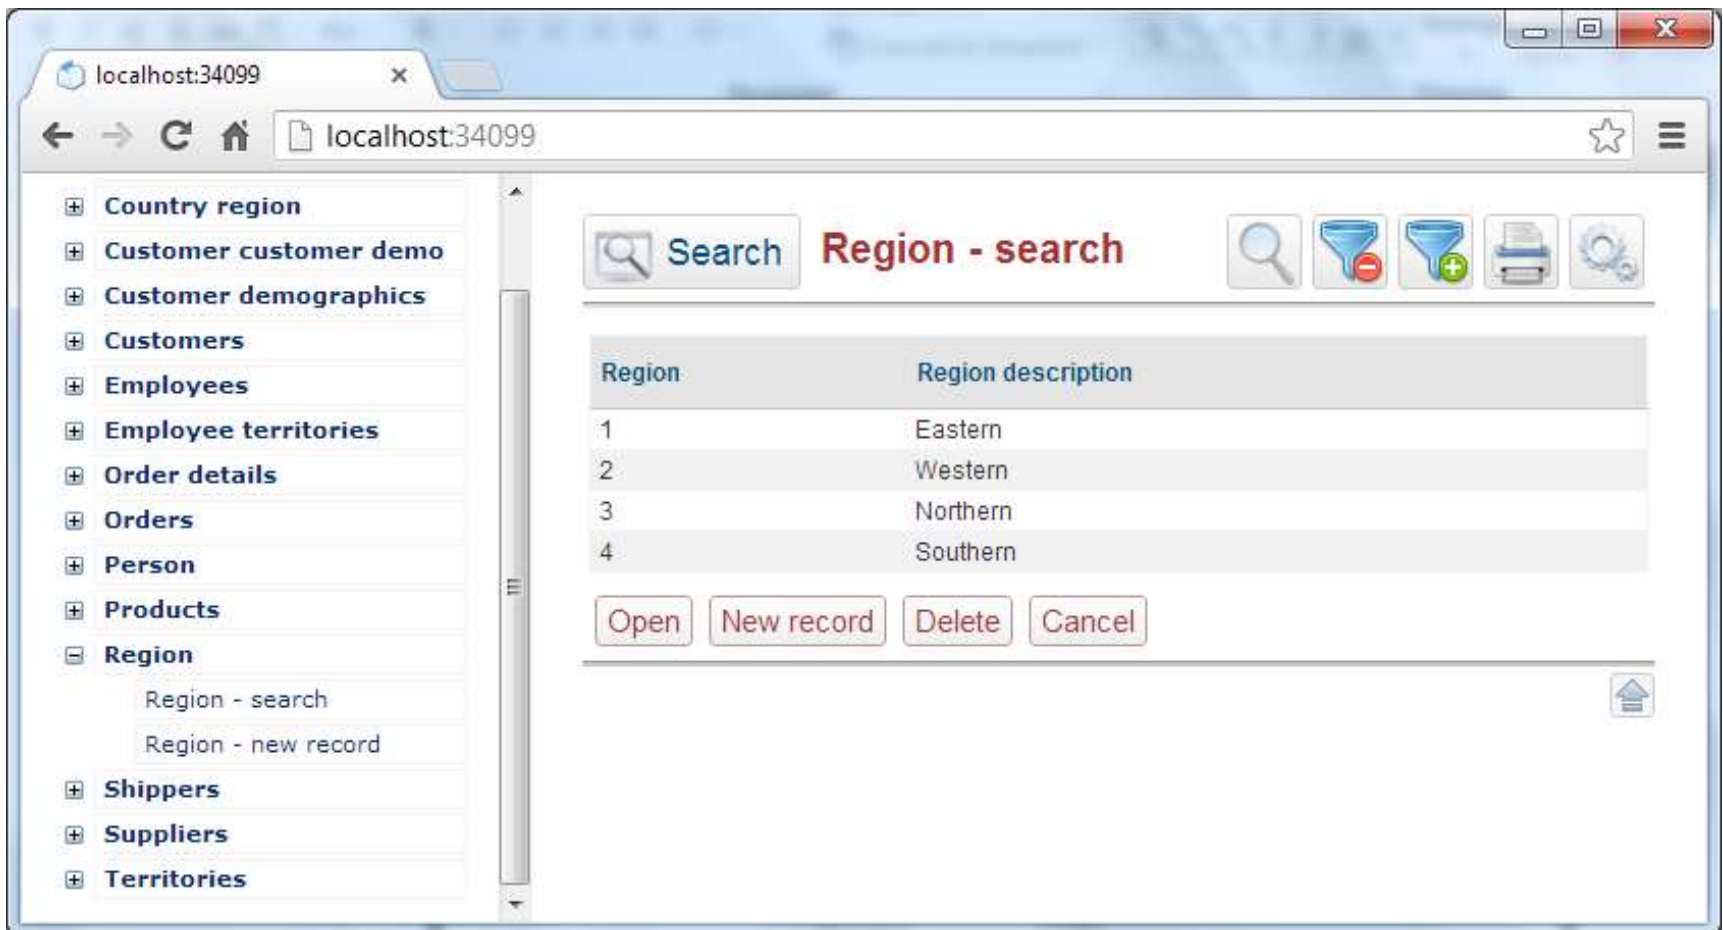 localhost:34099
localhost:34099
Country region
Customer customer demo
Customer demographics
Customers
Employees
Employee territories
Order details
Orders
Person
Products
Region
Region - search
Region - new record
Shippers
Suppliers
Territories
Search
Region - search
Region Region description
1 Eastern
2 Western
3 Northern
4 Southern
Open New record Delete Cancel